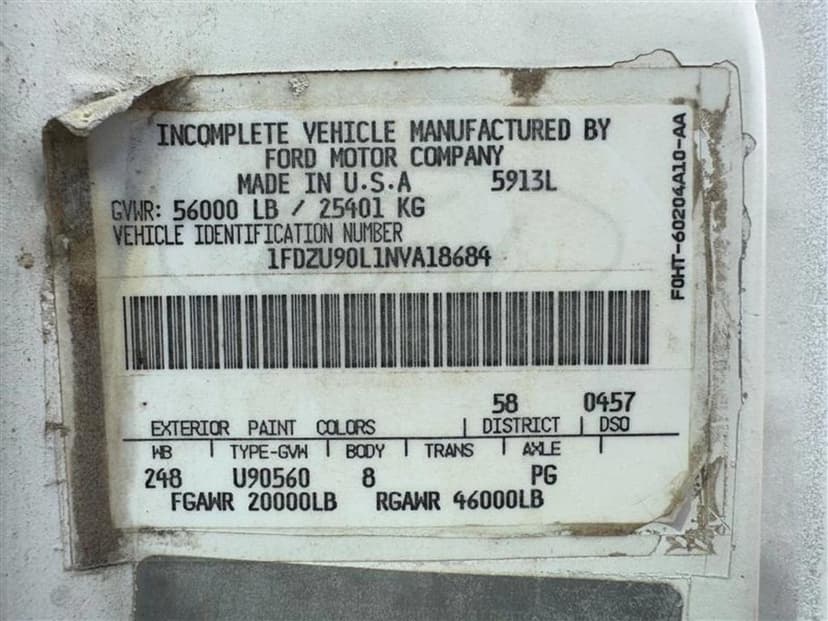 INCOMPLETE VEHICLE MANUFACTURED BY
FORD MOTOR COMPANY
MADE IN U.S.A 5913L
GVWR: 56000 LB / 25401 KG
VEHICLE IDENTIFICATION NUMBER
1FDZU90L1NVA18684
F0HT-60204A10-AA
58 0457
EXTERIOR PAINT COLORS DISTRICT DSO
WB TYPE-GVW BODY TRANS AXLE
248 U90560 8 PG
FGAWR 20000LB RGAWR 46000LB